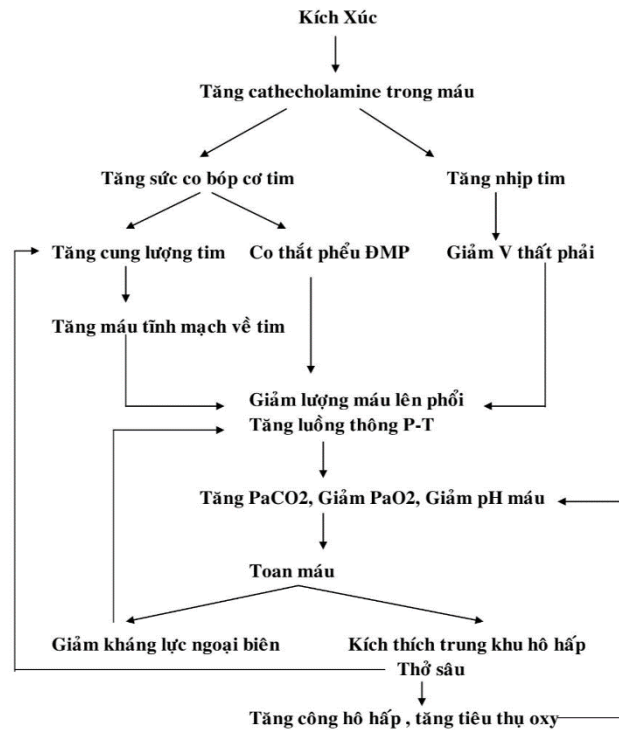 Kích Xúc
Tăng cathecholamine trong máu
Tăng sức co bóp cơ tim
Tăng nhịp tim
Tăng cung lượng tim
Co thắt phểu ĐMP
Giảm V thất phải
Tăng máu tĩnh mạch về tim
Giảm lượng máu lên phổi
Tăng luồng thông P-T
Tăng PaCO2, Giảm PaO2, Giảm pH máu
Toan máu
Giảm kháng lực ngoại biên
Kích thích trung khu hô hấp
Thở sâu
Tăng công hô hấp , tăng tiêu thụ oxy